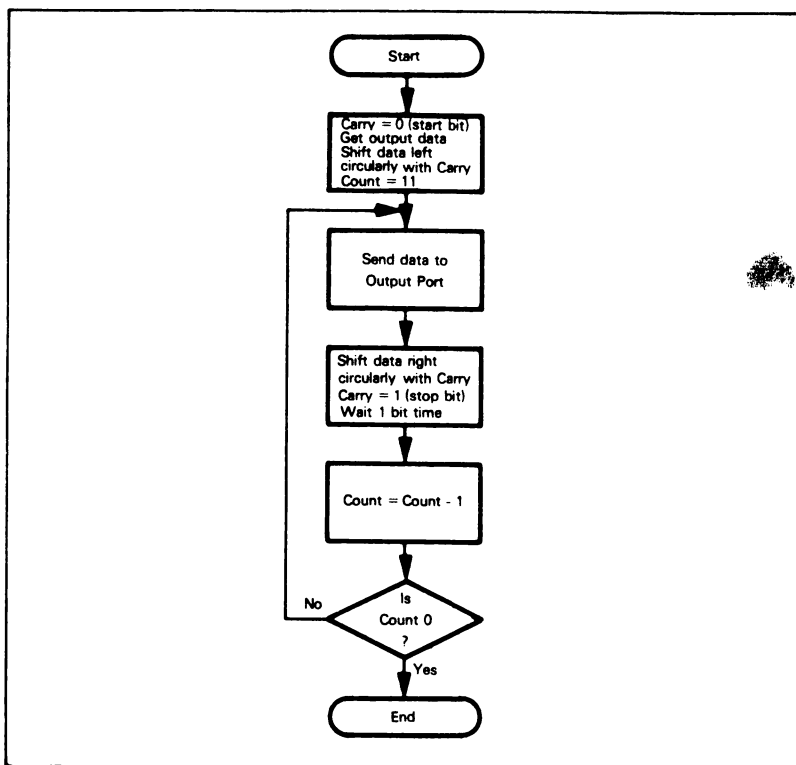 Start
Carry = 0 (start bit)
Get output data
Shift data left
circularly with Carry
Count = 11
Send data to
Output Port
Shift data right
circularly with Carry
Carry = 1 (stop bit)
Wait 1 bit time
Count = Count - 1
Is
Count 0
?
No
Yes
End